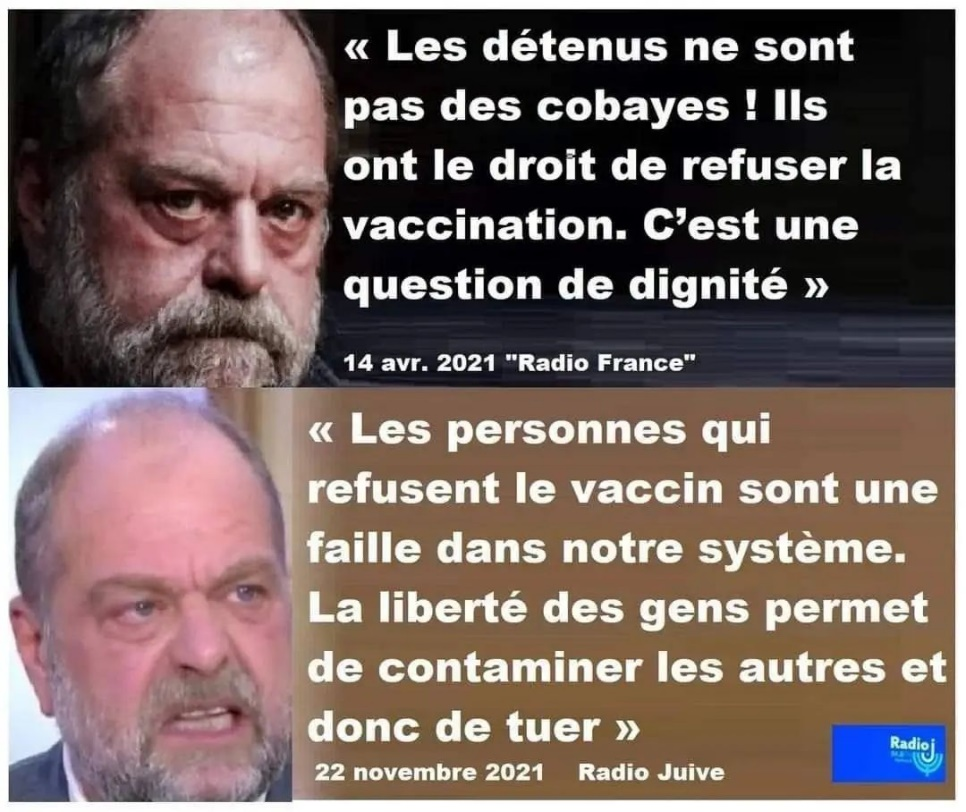 « Les détenus ne sont
pas des cobayes ! Ils
ont le droit de refuser la
vaccination. C’est une
question de dignité »
14 avr. 2021 "Radio France"
« Les personnes qui
refusent le vaccin sont une
faille dans notre système.
La liberté des gens permet
de contaminer les autres et
donc de tuer »
22 novembre 2021 Radio Juive
Radio j